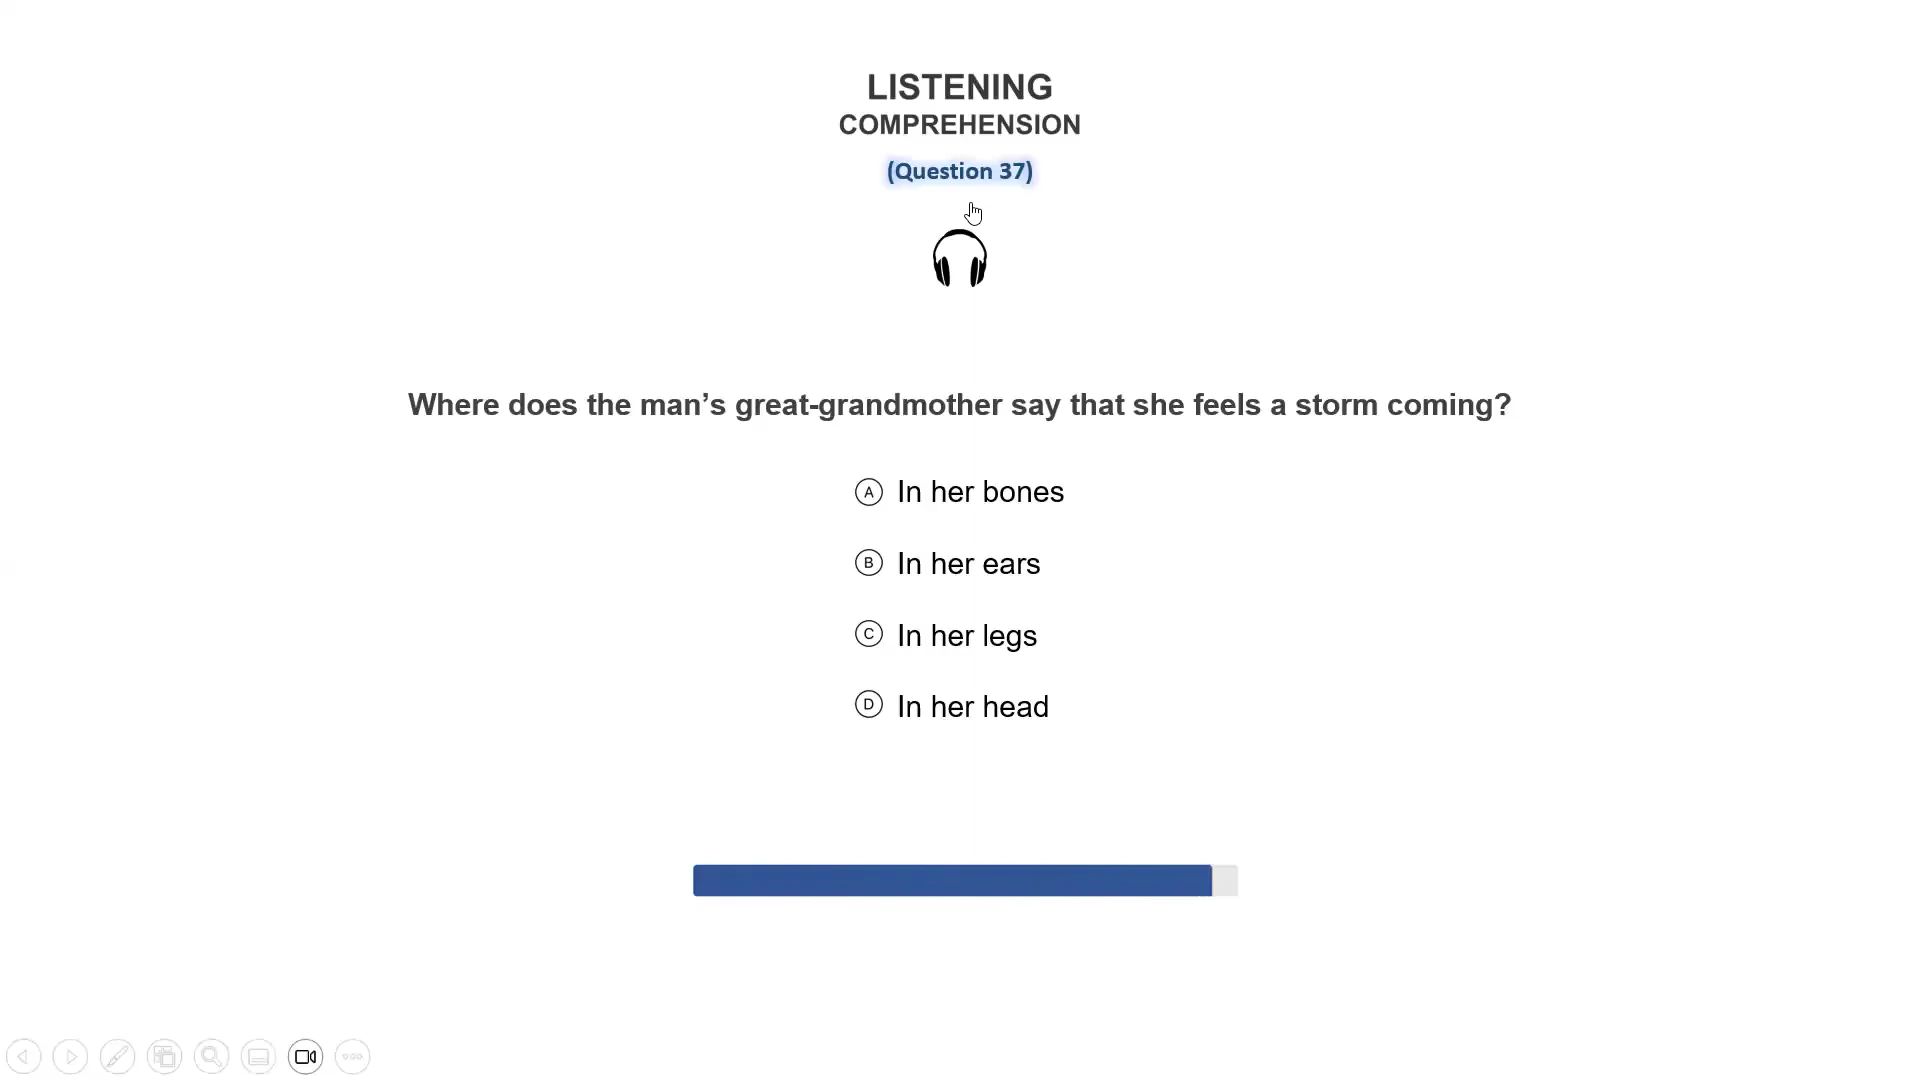 LISTENING
COMPREHENSION
(Question 37)
Where does the man’s great-grandmother say that she feels a storm coming?
A In her bones
B In her ears
C In her legs
D In her head